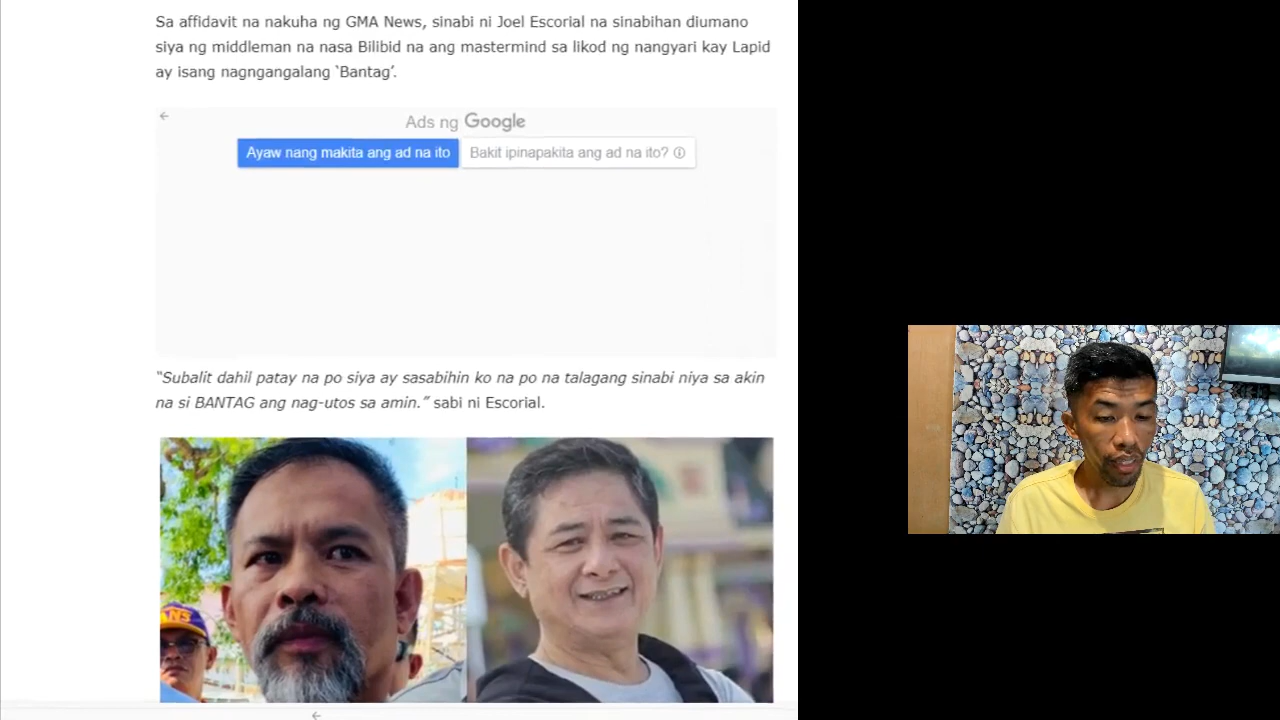 Sa affidavit na nakuha ng GMA News, sinabi ni Joel Escorial na sinabihan diumano
siya ng middleman na nasa Bilibid na ang mastermind sa likod ng nangyari kay Lapid
ay isang nagngangalang ‘Bantag’.
Ads ng Google
Ayaw nang makita ang ad na ito
Bakit ipinapakita ang ad na ito?
“Subalit dahil patay na po siya ay sasabihin ko na po na talagang sinabi niya sa akin
na si BANTAG ang nag-utos sa amin.” sabi ni Escorial.